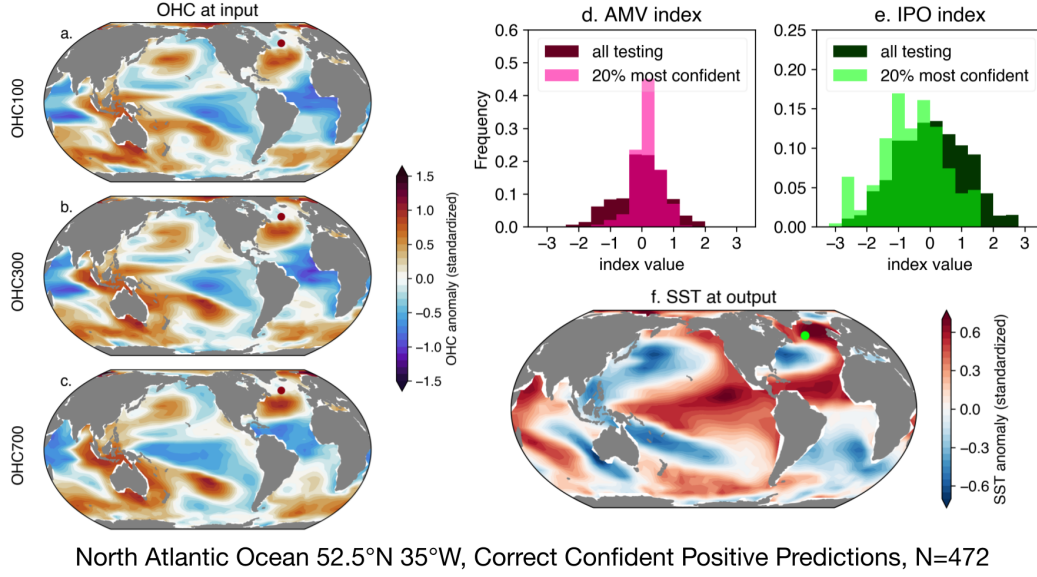 OHC at input
a.
OHC100
b.
OHC300
c.
OHC700
1.5
1.0
0.5
0.0
−0.5
−1.0
−1.5
OHC anomaly (standardized)
d. AMV index
all testing
20% most confident
0.6
0.5
0.4
0.3
0.2
0.1
0.0
Frequency
−3 −2 −1 0 1 2 3
index value
e. IPO index
all testing
20% most confident
0.25
0.20
0.15
0.10
0.05
0.00
−3 −2 −1 0 1 2 3
index value
f. SST at output
0.6
0.3
0.0
−0.3
−0.6
SST anomaly (standardized)
North Atlantic Ocean 52.5°N 35°W, Correct Confident Positive Predictions, N=472